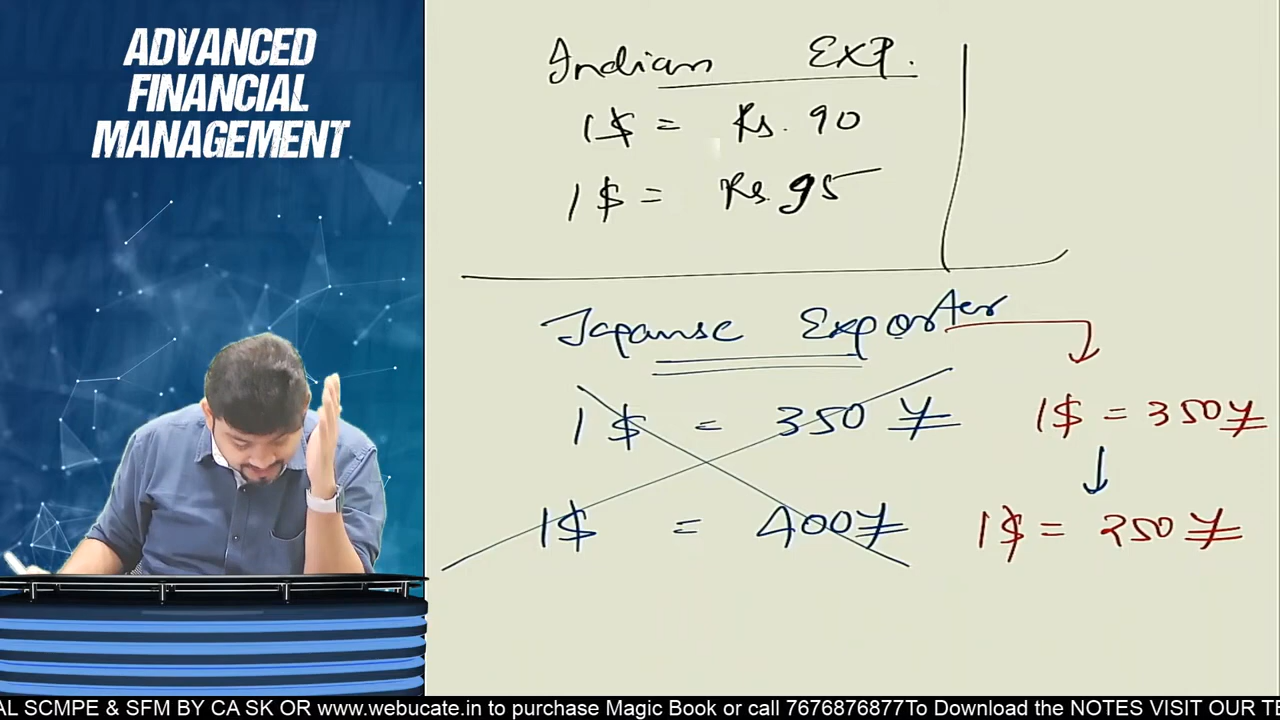 ADVANCED
FINANCIAL
MANAGEMENT
Indian Exp.
1$ = Rs. 90
1$ = Rs. 95
Japanse Exporter
1$ = 350 ¥
1$ = 400 ¥
1$ = 350 ¥
1$ = 250 ¥
AL SCMPE & SFM BY CA SK OR www.webucate.in to purchase Magic Book or call 7676876877To Download the NOTES VISIT OUR TE